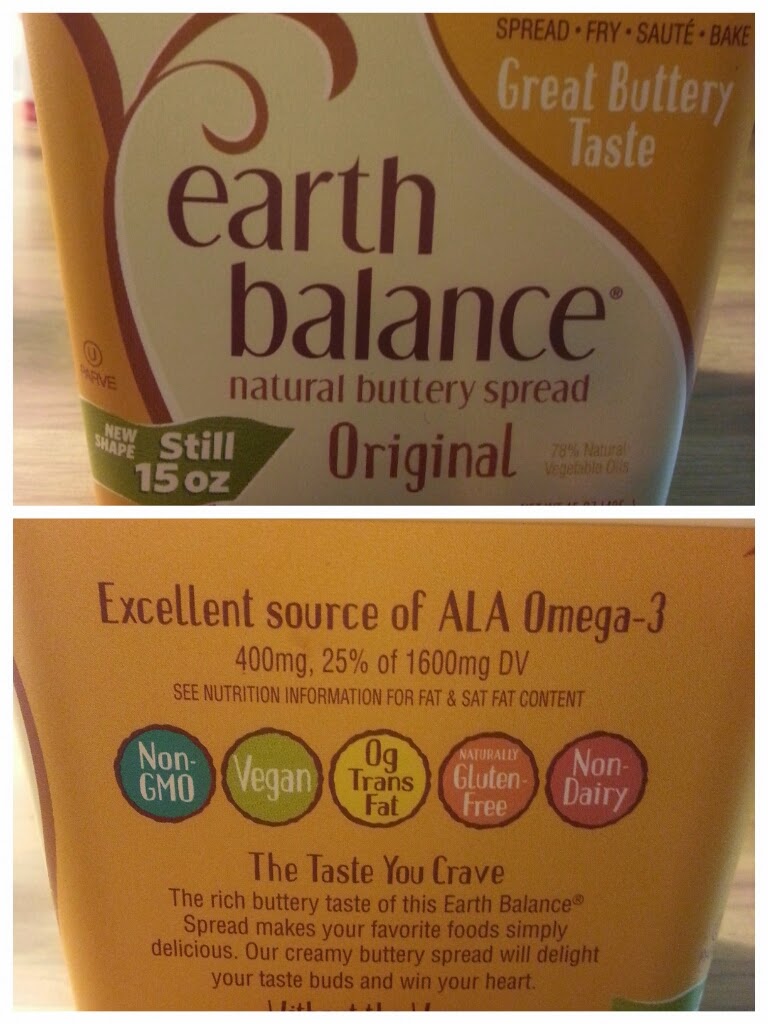 SPREAD • FRY • SAUTÉ • BAKE
Great Buttery
Taste
earth
balance®
natural buttery spread
U
PARVE
NEW
SHAPE
Still
15 oz
Original
78% Natural
Vegetable Oils
Excellent source of ALA Omega-3
400mg, 25% of 1600mg DV
SEE NUTRITION INFORMATION FOR FAT & SAT FAT CONTENT
Non-
GMO
Vegan
0g
Trans
Fat
NATURALLY
Gluten-
Free
Non-
Dairy
The Taste You Crave
The rich buttery taste of this Earth Balance®
Spread makes your favorite foods simply
delicious. Our creamy buttery spread will delight
your taste buds and win your heart.